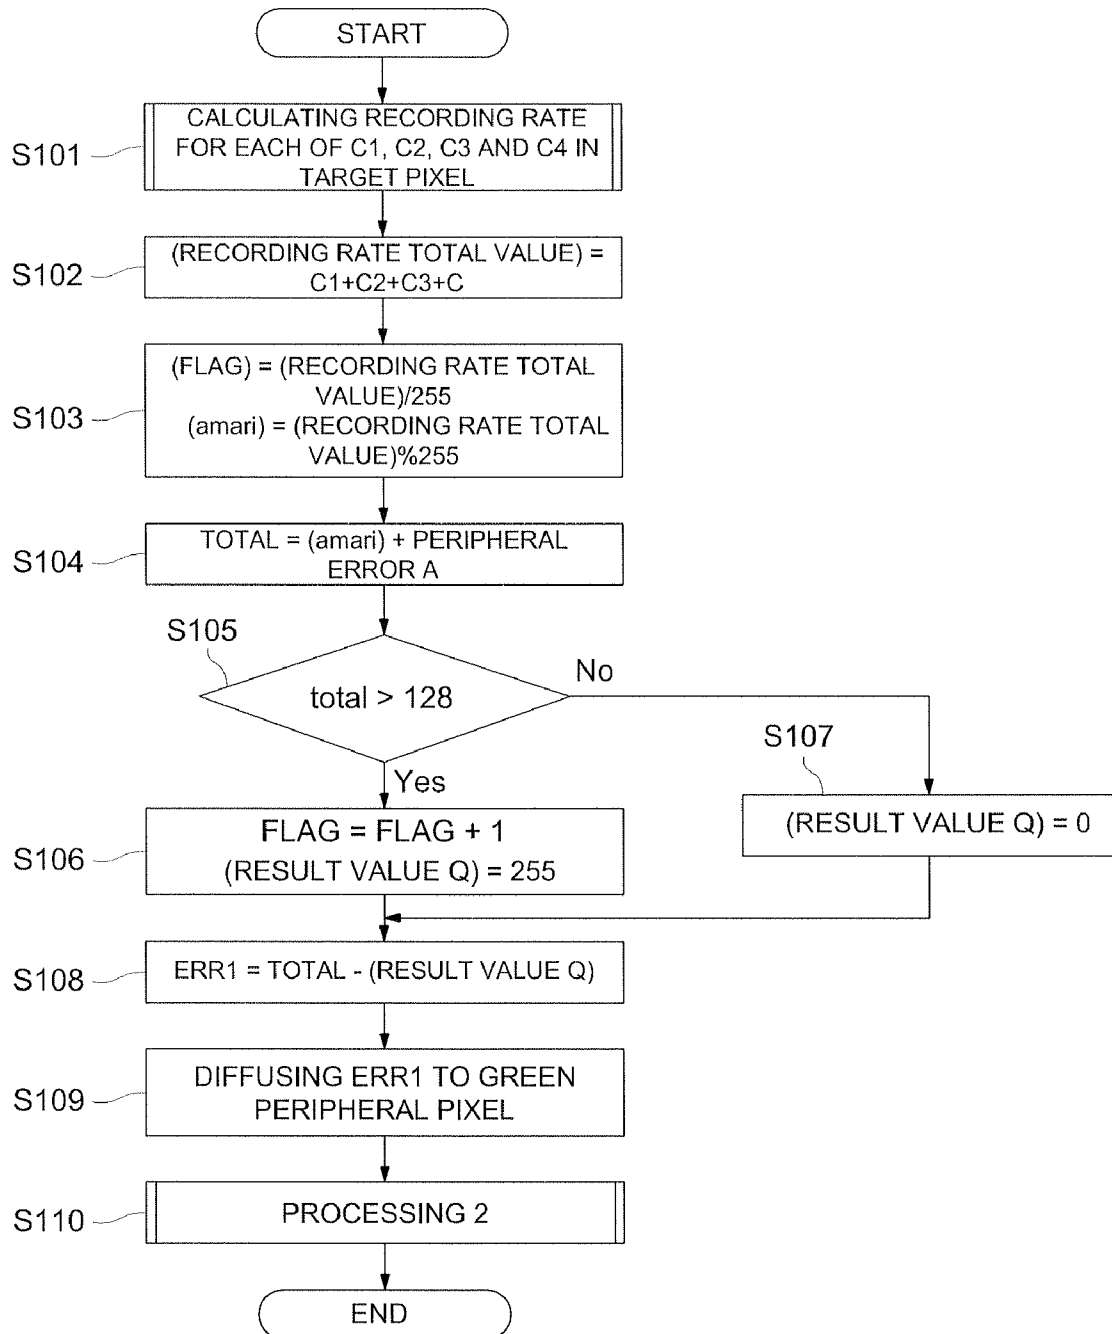 START
S101
CALCULATING RECORDING RATE
FOR EACH OF C1, C2, C3 AND C4 IN
TARGET PIXEL
S102
(RECORDING RATE TOTAL VALUE) =
C1+C2+C3+C
S103
(FLAG) = (RECORDING RATE TOTAL
VALUE)/255
(amari) = (RECORDING RATE TOTAL
VALUE)%255
S104
TOTAL = (amari) + PERIPHERAL
ERROR A
S105
total > 128
No
Yes
S107
(RESULT VALUE Q) = 0
S106
FLAG = FLAG + 1
(RESULT VALUE Q) = 255
S108
ERR1 = TOTAL - (RESULT VALUE Q)
S109
DIFFUSING ERR1 TO GREEN
PERIPHERAL PIXEL
S110
PROCESSING 2
END